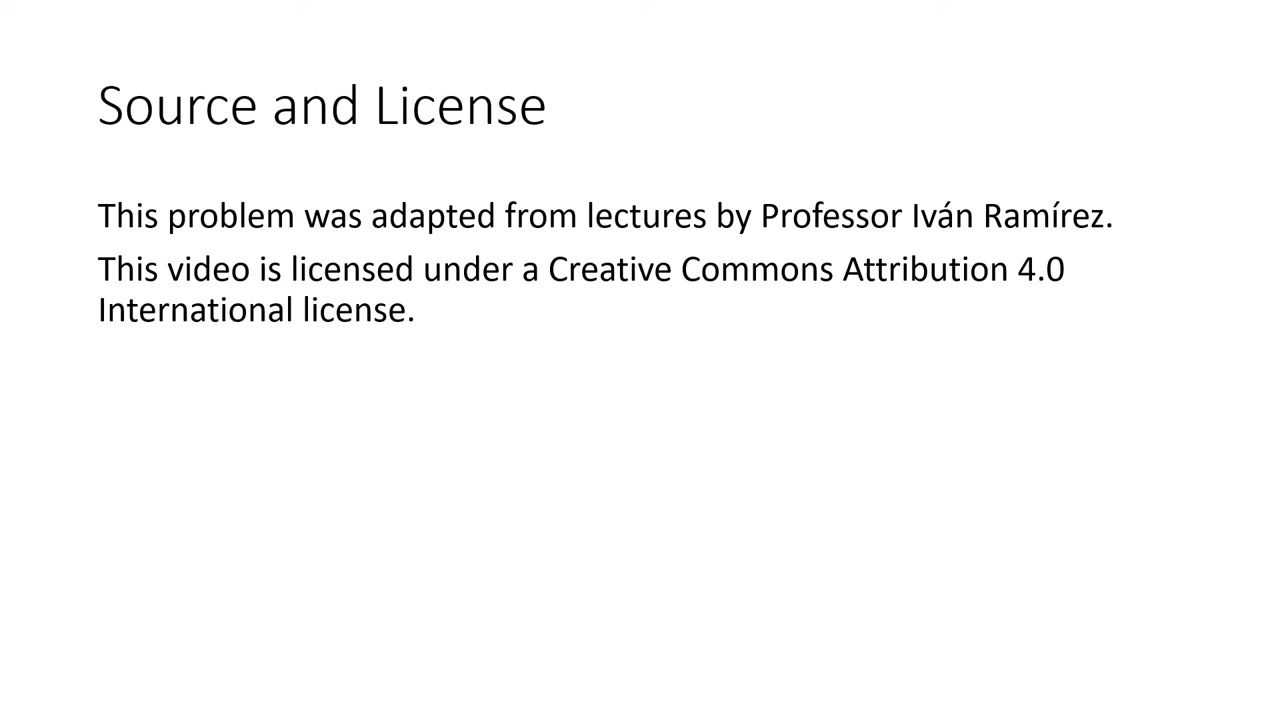 Source and License
This problem was adapted from lectures by Professor Iván Ramírez.
This video is licensed under a Creative Commons Attribution 4.0
International license.